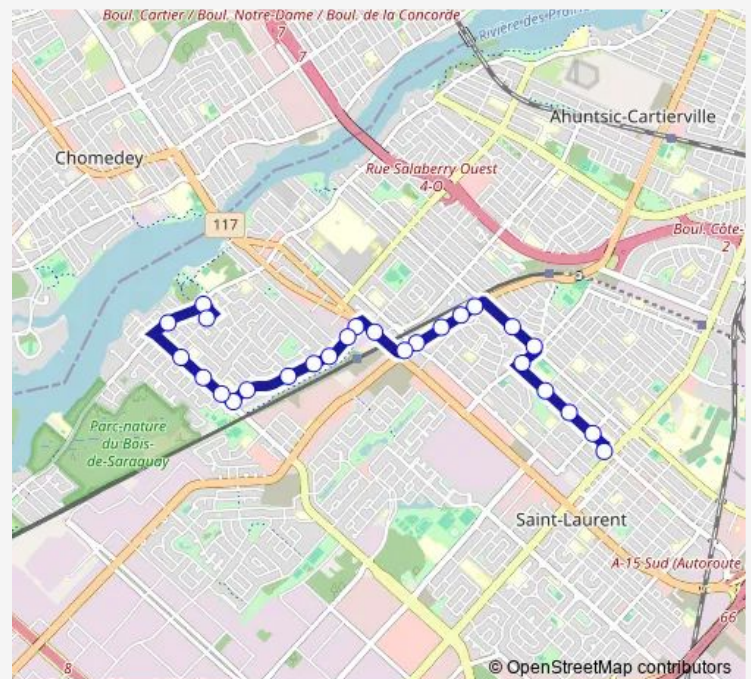 Boul. Cartier / Boul. Notre-Dame / Boul. de la Concorde
7
7
Rivière des Prairi
Ahuntsic-Cartierville
Chomedey
Rue Salaberry Ouest
4-O
117
Boul. Côte-
2
Parc-nature
du Bois-
de-Saraguay
Saint-Laurent
A-15 Sud (Autoroute
66
8
© OpenStreetMap contributors